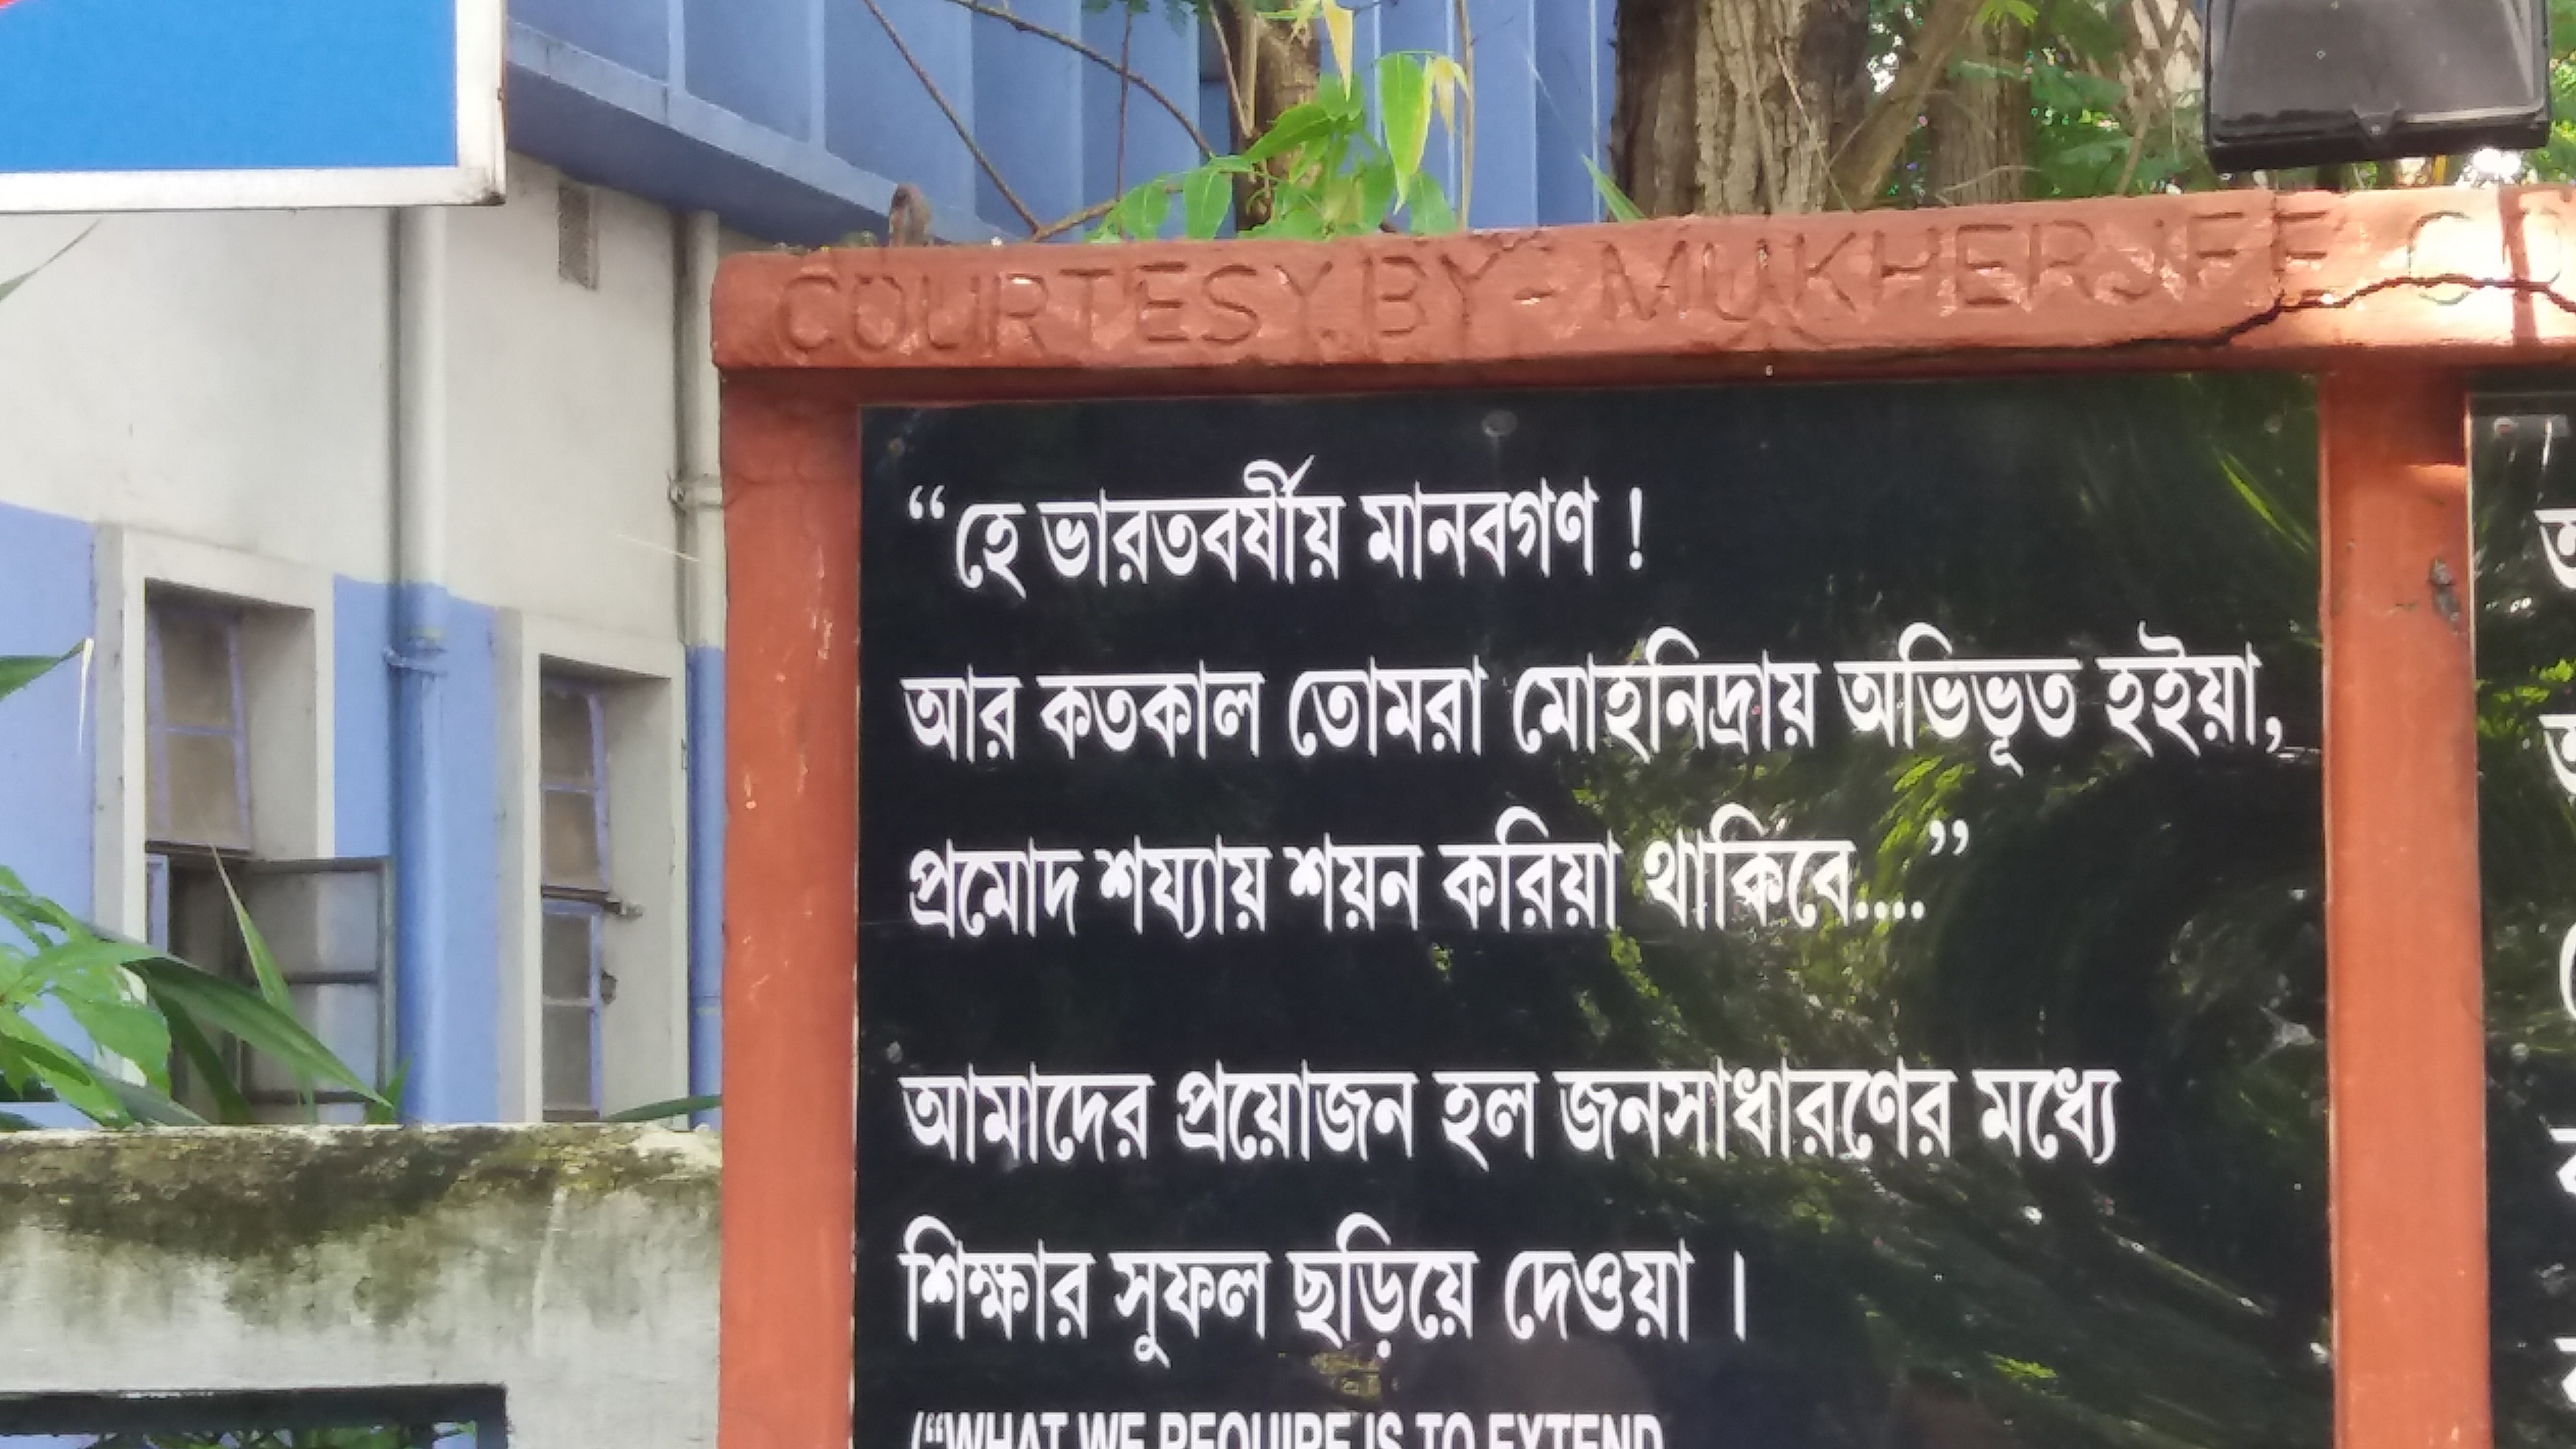 COURTESY.BY- MUKHERJEE
“হে ভারতবর্ষীয় মানবগণ !
আর কতকাল তোমরা মোহনিদ্রায় অভিভূত হইয়া,
প্রমোদ শয্যায় শয়ন করিয়া থাকিবে....”
আমাদের প্রয়োজন হল জনসাধারণের মধ্যে
শিক্ষার সুফল ছড়িয়ে দেওয়া ।
(“WHAT WE REQUIRE IS TO EXTEND